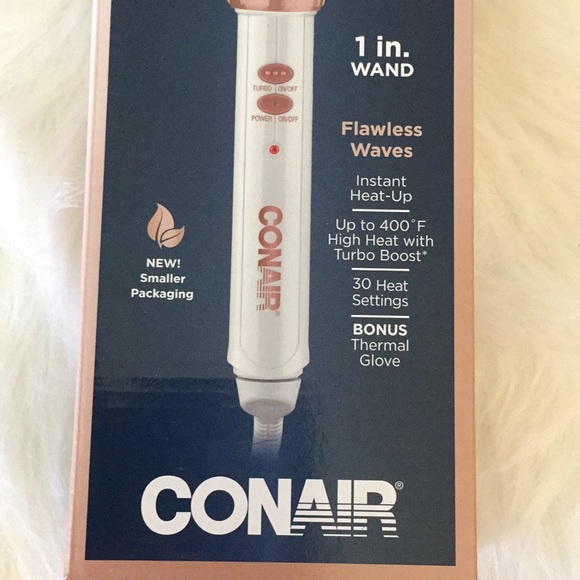 1 in.
WAND
TURBO ON/OFF
POWER ON/OFF
Flawless
Waves
Instant
Heat-Up
Up to 400°F
High Heat with
Turbo Boost*
30 Heat
Settings
BONUS
Thermal
Glove
NEW!
Smaller
Packaging
CONAIR®
CONAIR®